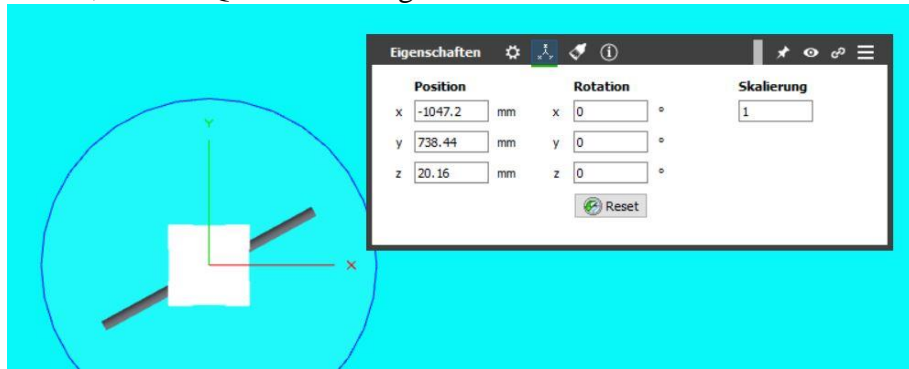 Eigenschaften
Position Rotation Skalierung
x -1047.2 mm x 0 ° 1
y 738.44 mm y 0 °
z 20.16 mm z 0 °
Reset
Y
X